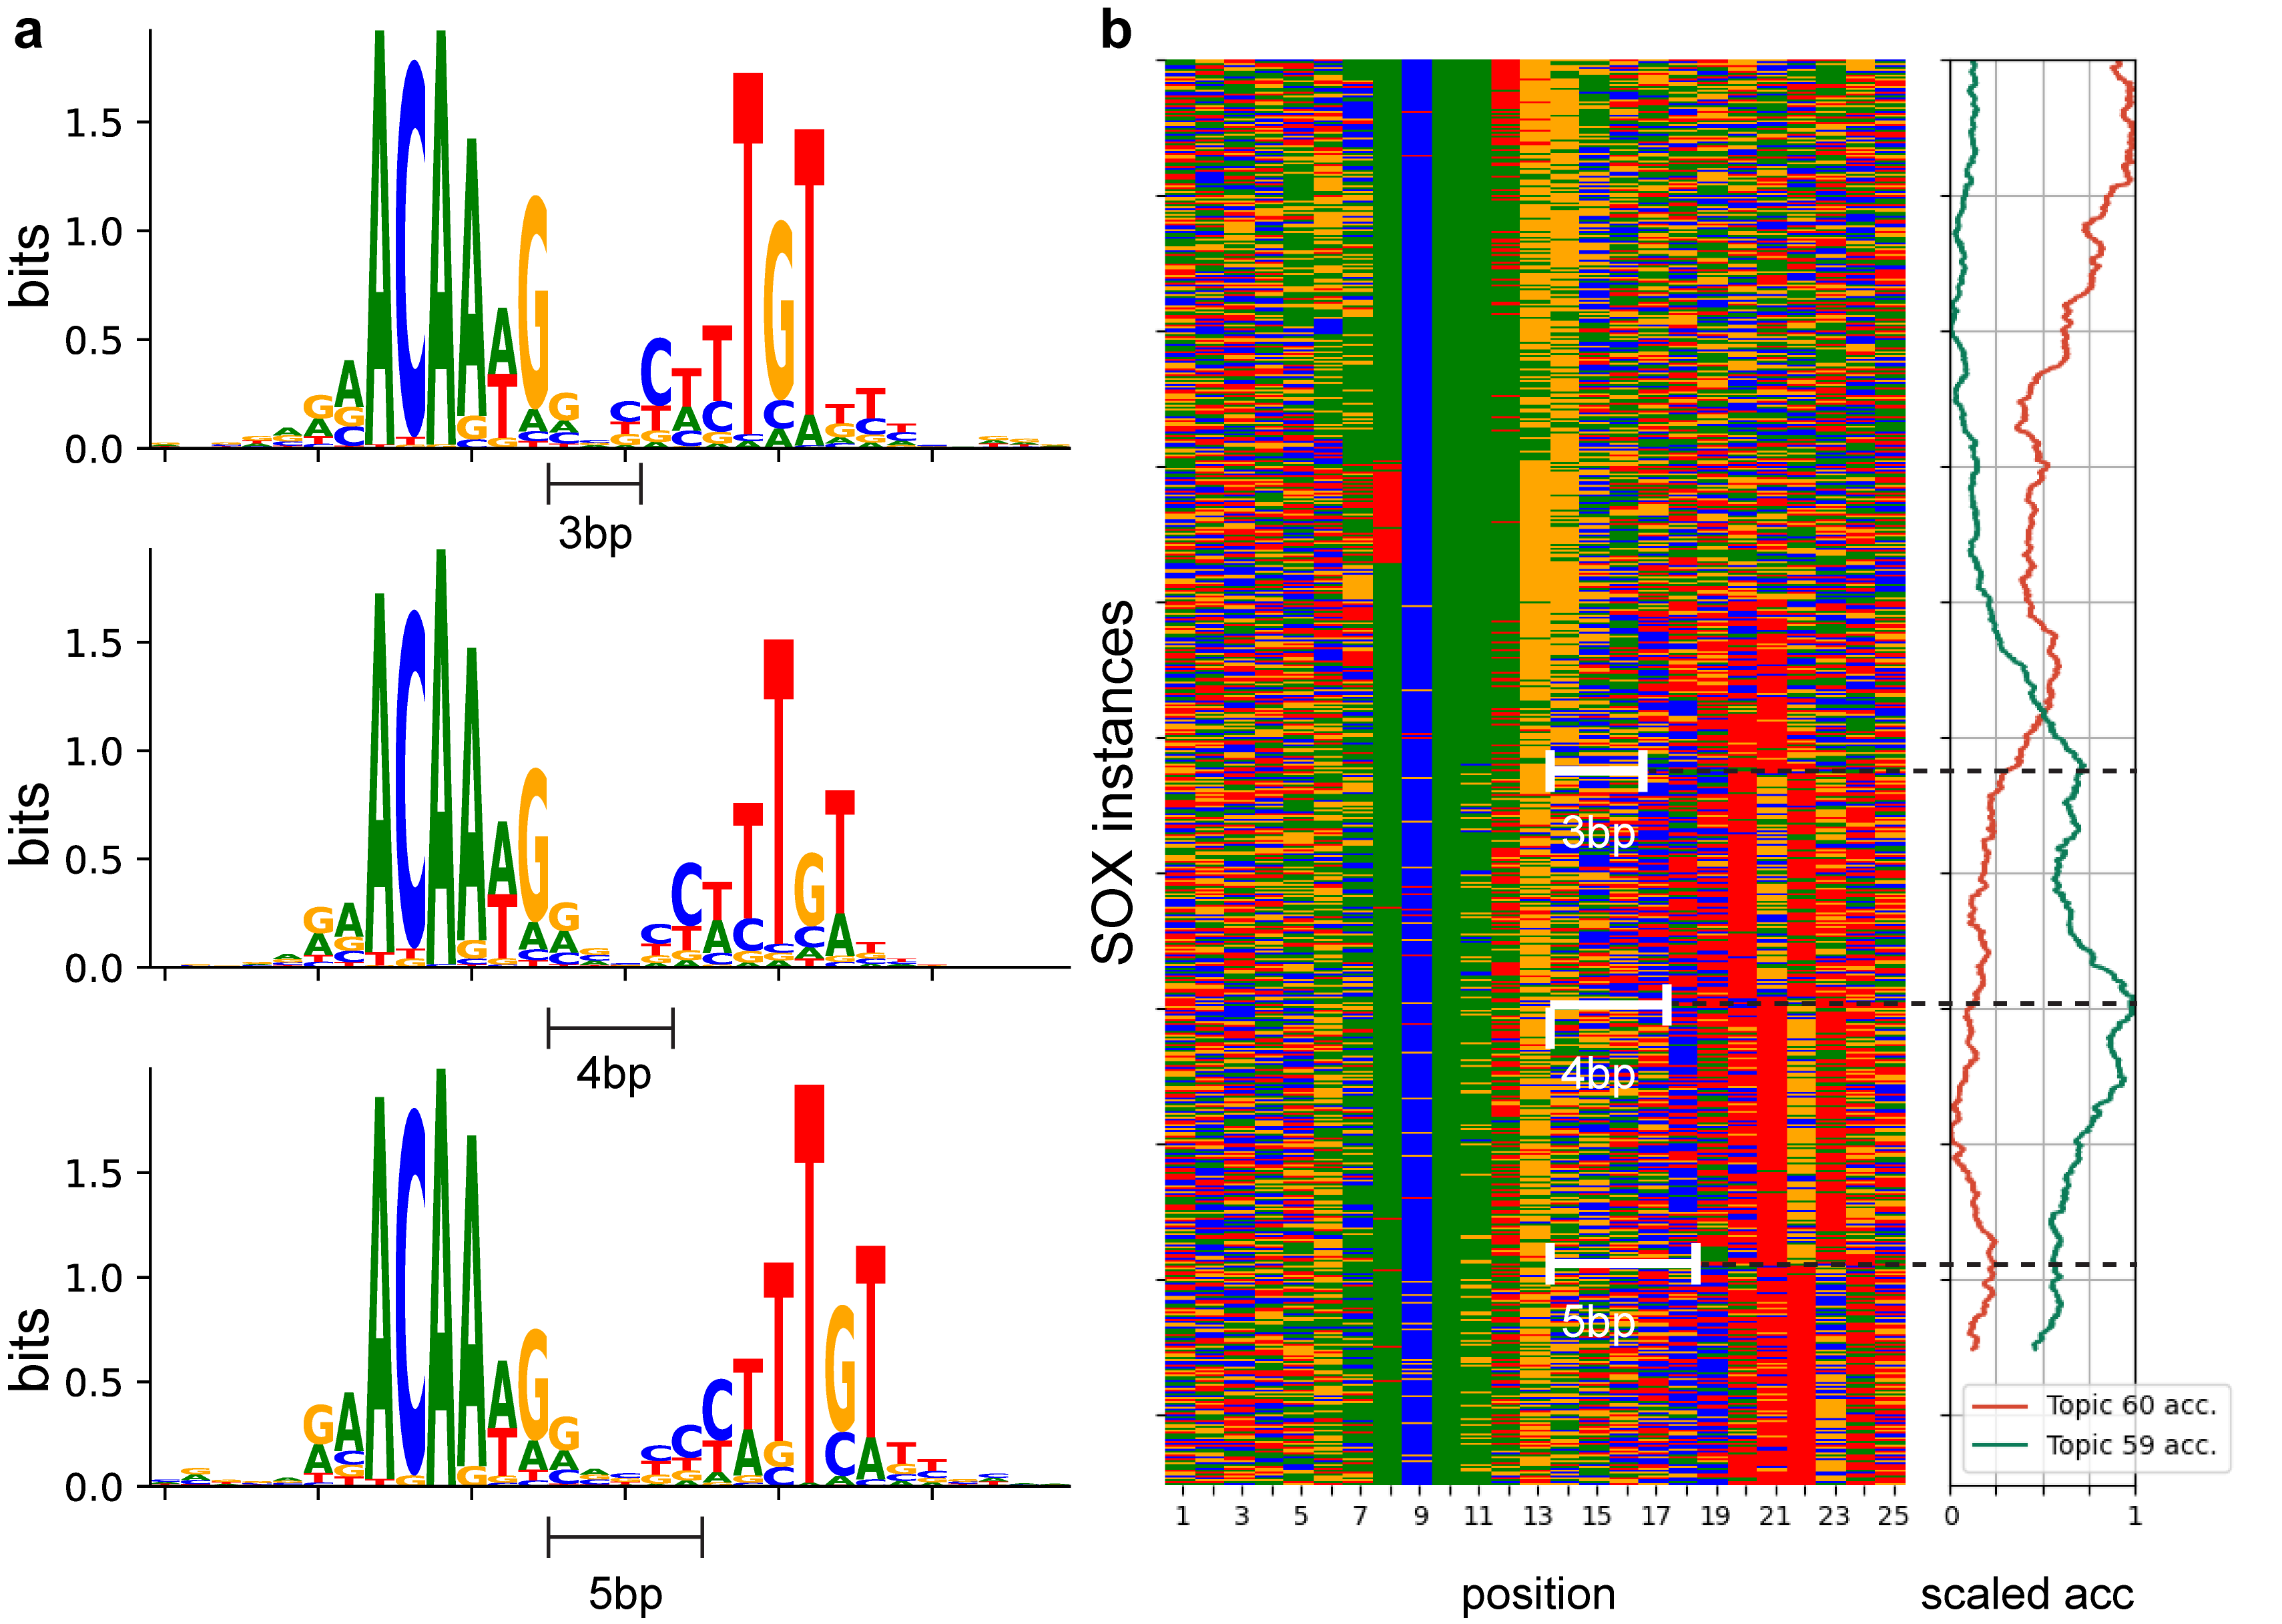 a
b
bits
1.5
1.0
0.5
0.0
3bp
bits
1.5
1.0
0.5
0.0
4bp
bits
1.5
1.0
0.5
0.0
5bp
SOX instances
3bp
4bp
5bp
1 3 5 7 9 11 13 15 17 19 21 23 25
position
Topic 60 acc.
Topic 59 acc.
0 1
scaled acc